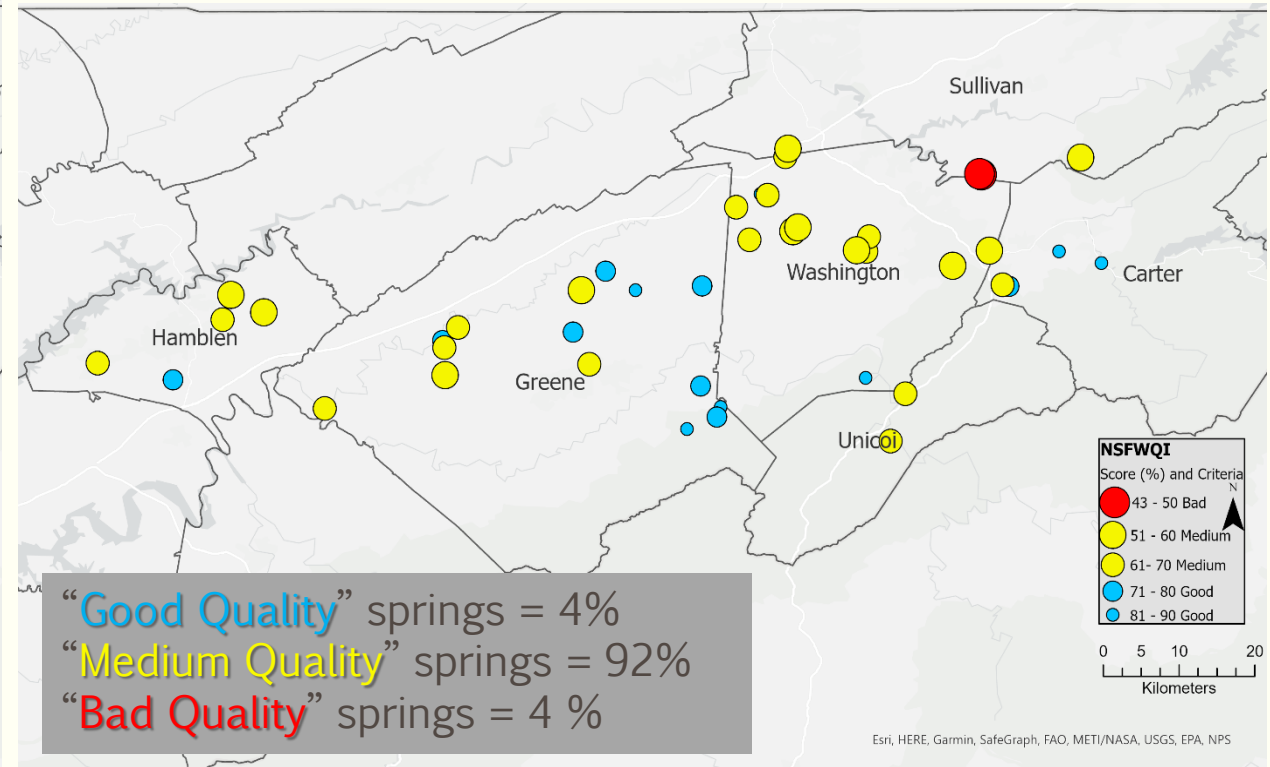 Sullivan
Washington
Carter
Hamblen
Greene
Unicoi
NSFWQI
Score (%) and Criteria
N
43 - 50 Bad
51 - 60 Medium
61- 70 Medium
71 - 80 Good
81 - 90 Good
0 5 10 20
Kilometers
“Good Quality” springs = 4%
“Medium Quality” springs = 92%
“Bad Quality” springs = 4 %
Esri, HERE, Garmin, SafeGraph, FAO, METI/NASA, USGS, EPA, NPS